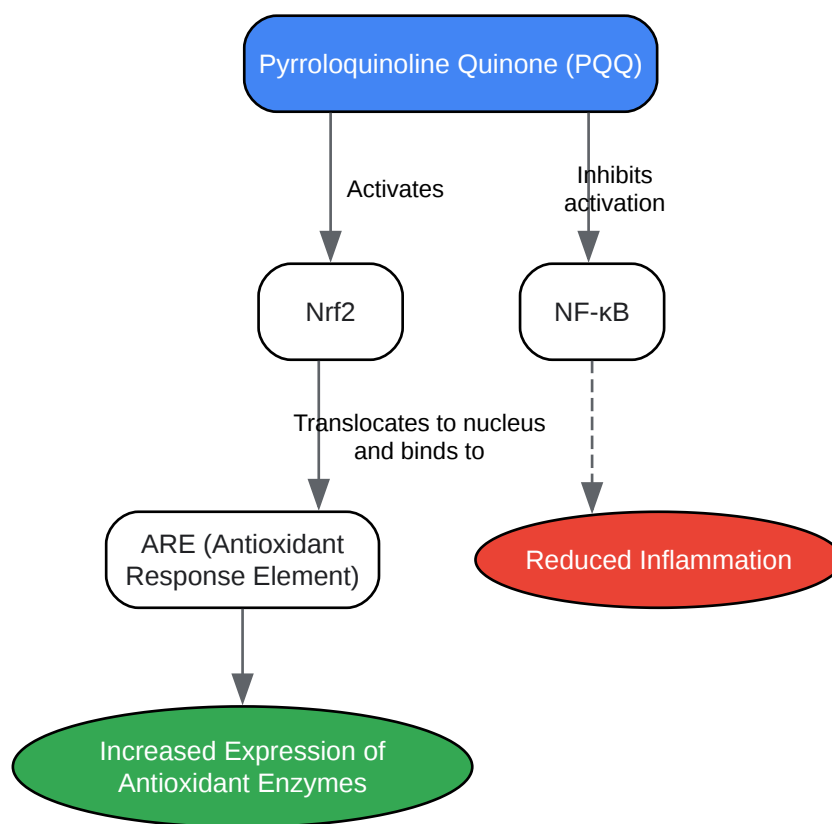 Pyrroloquinoline Quinone (PQQ)
Activates
Inhibits
activation
Nrf2
NF-κB
Translocates to nucleus
and binds to
ARE (Antioxidant
Response Element)
Reduced Inflammation
Increased Expression of
Antioxidant Enzymes